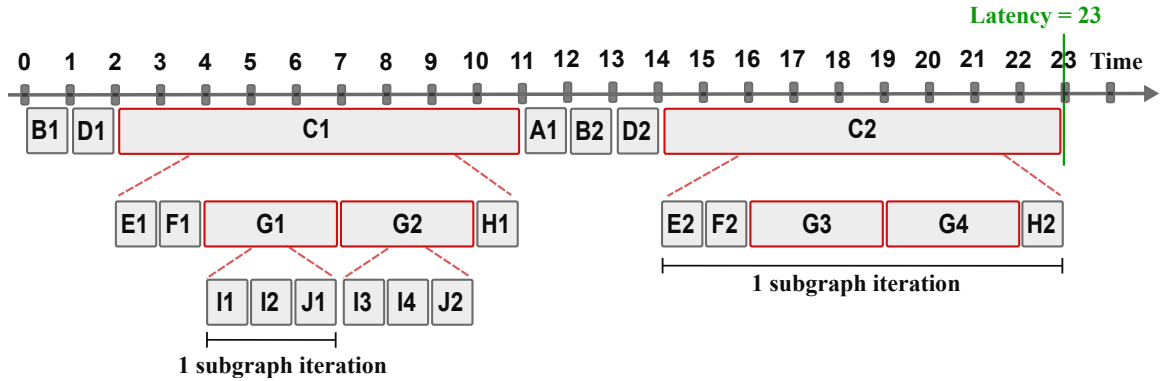 Latency = 23
0 1 2 3 4 5 6 7 8 9 10 11 12 13 14 15 16 17 18 19 20 21 22 23 Time
B1 D1 C1 A1 B2 D2 C2
E1 F1 G1 G2 H1 E2 F2 G3 G4 H2
1 subgraph iteration
I1 I2 J1 I3 I4 J2
1 subgraph iteration